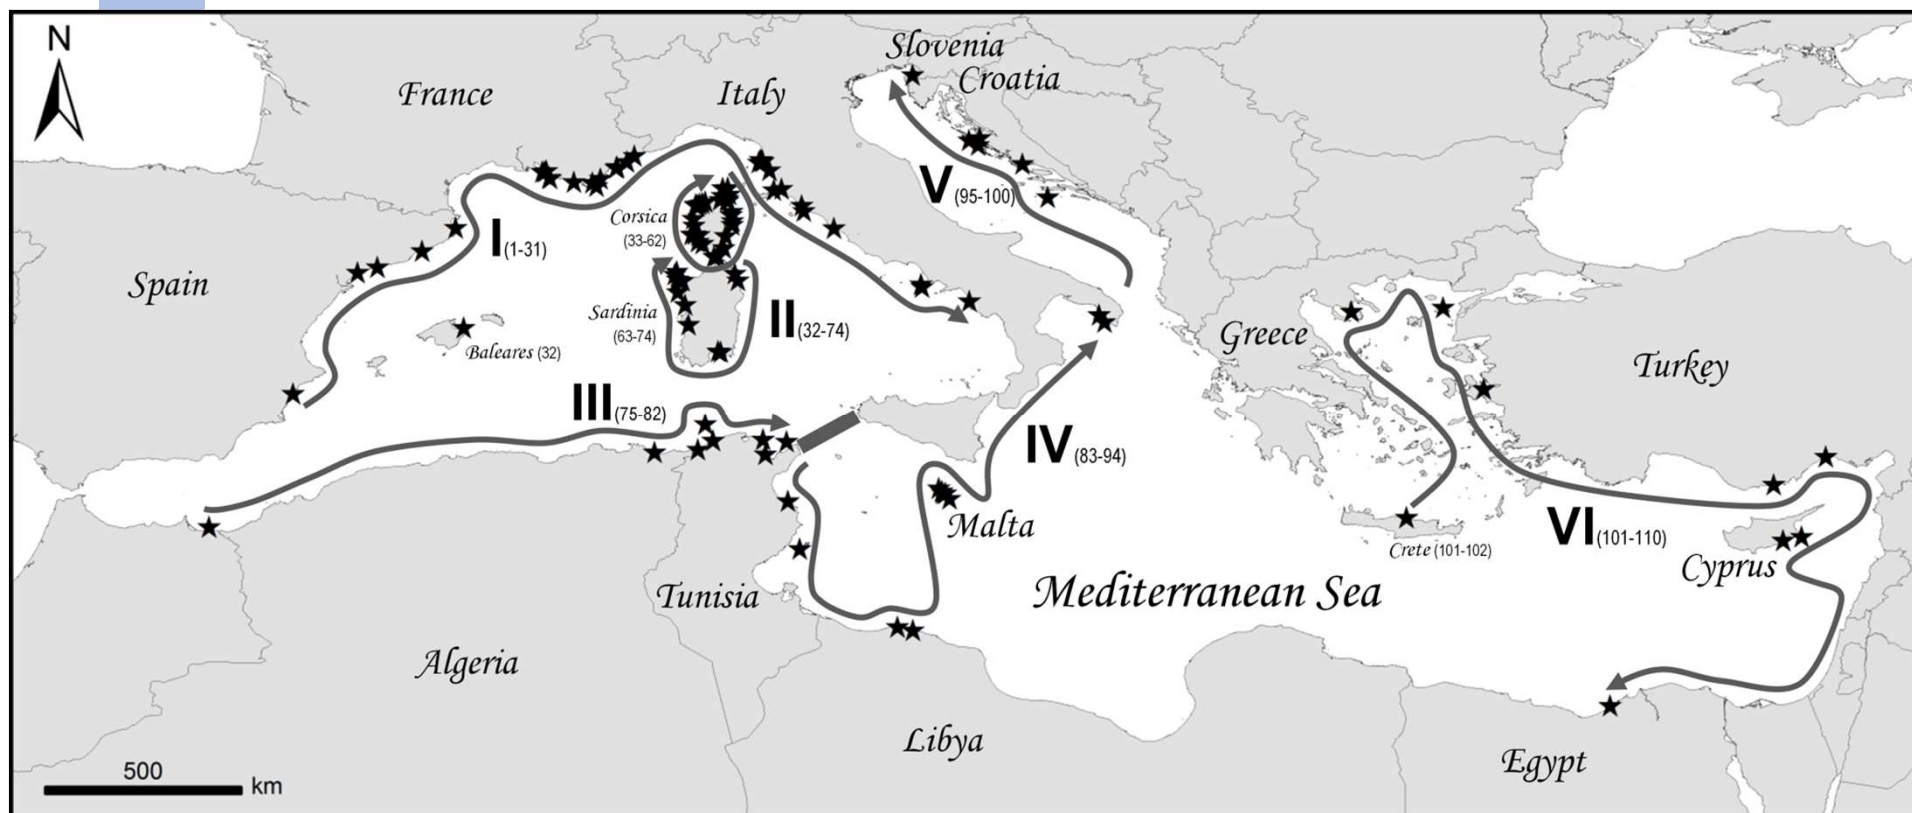 N
Slovenia
Croatia
France
Italy
V (95-100)
Corsica
(33-62)
I (1-31)
Spain
Sardinia
(63-74)
II (32-74)
Greece
Baleares (32)
Turkey
III (75-82)
IV (83-94)
Malta
VI (101-110)
Crete (101-102)
Cyprus
Tunisia
Mediterranean Sea
Algeria
Libya
Egypt
500
km